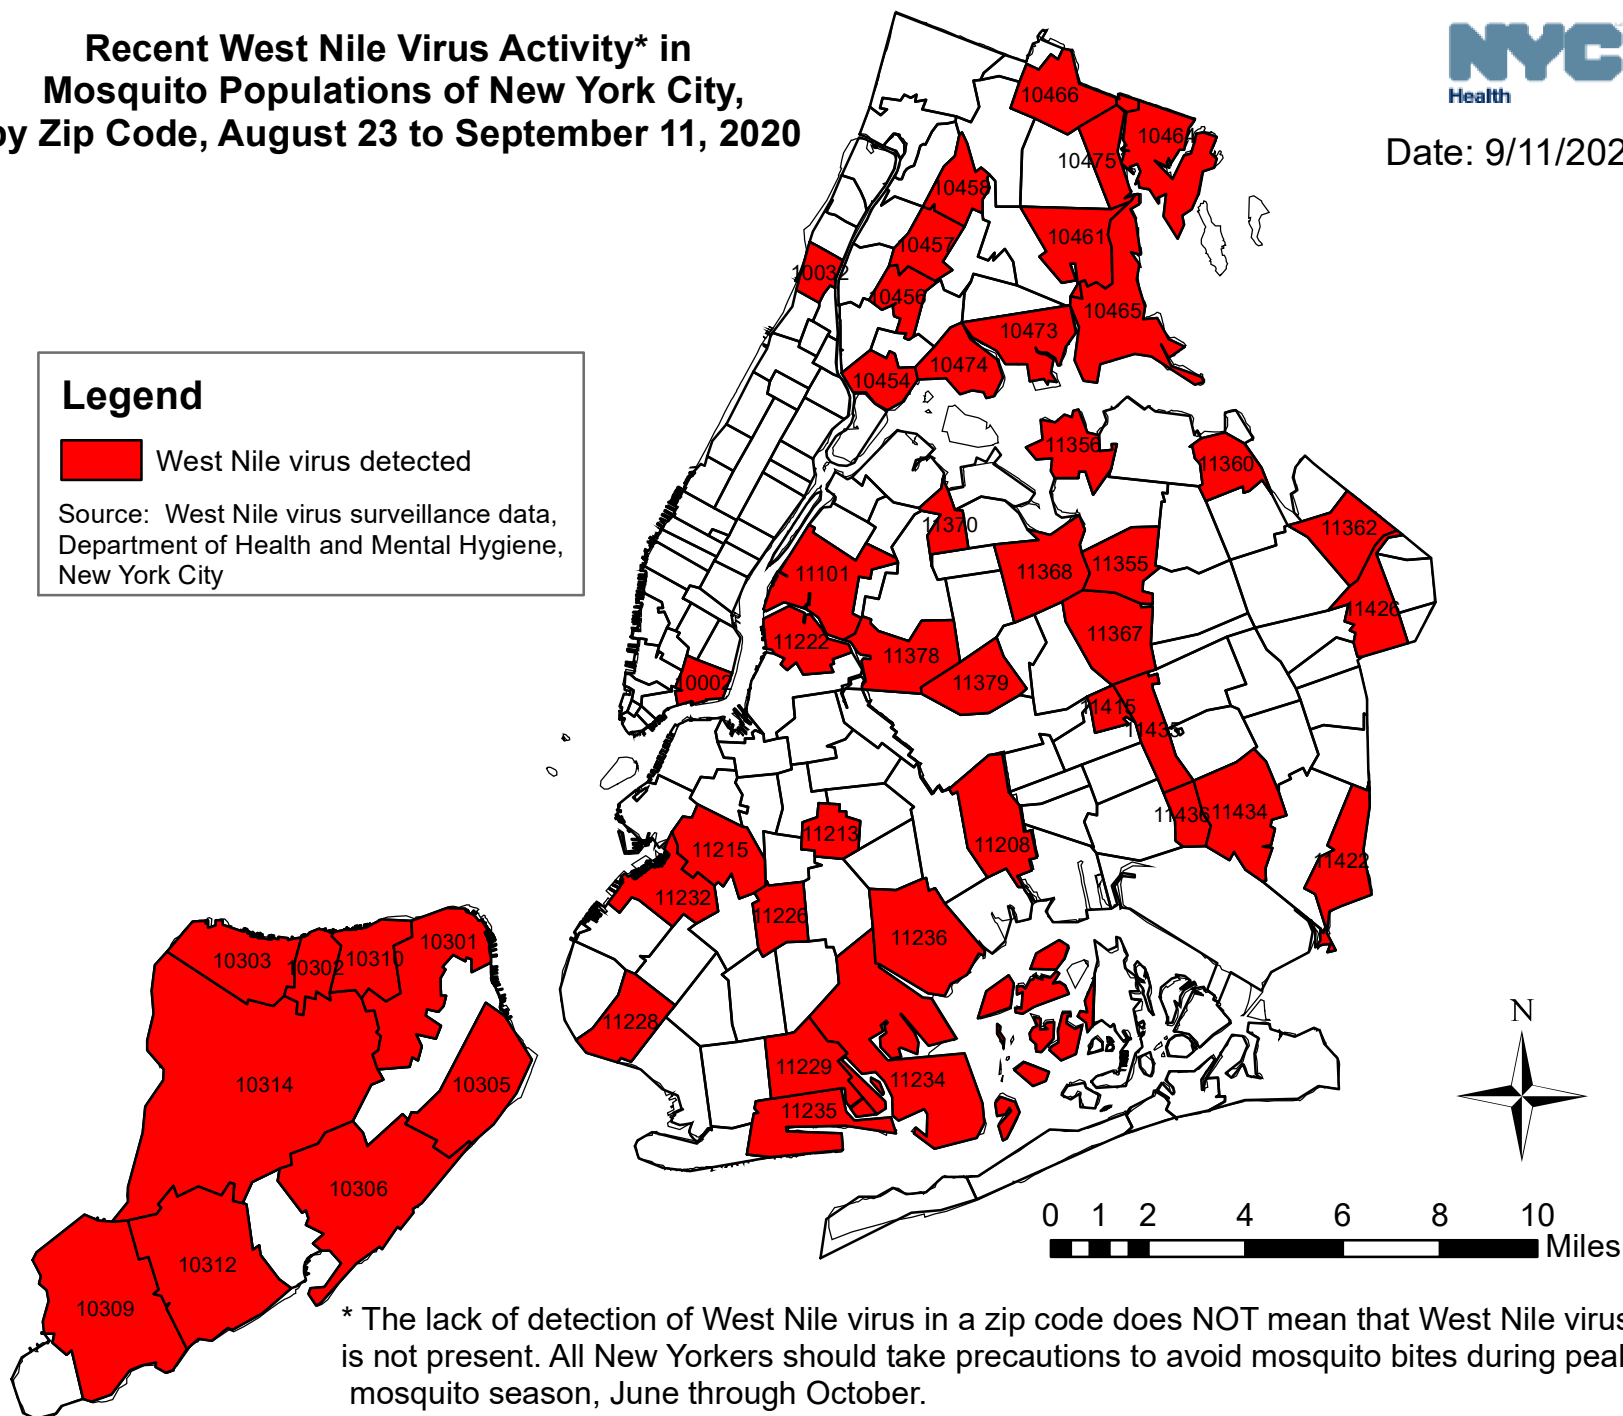 Recent West Nile Virus Activity* in
Mosquito Populations of New York City,
by Zip Code, August 23 to September 11, 2020
NYC
Health
Date: 9/11/202
Legend
West Nile virus detected
Source: West Nile virus surveillance data,
Department of Health and Mental Hygiene,
New York City
10466
10464
10475
10458
10461
10457
10032
10456
10465
10473
10474
10454
11356
11360
11370
11362
11101
11368
11355
11426
11222
11367
11378
10002
11379
11415
11435
11436
11434
11213
11208
11215
11422
11232
11226
11236
10301
10303
10302
10310
11228
11229
11234
10314
10305
11235
10306
10312
10309
N
0 1 2 4 6 8 10
Miles
* The lack of detection of West Nile virus in a zip code does NOT mean that West Nile virus
is not present. All New Yorkers should take precautions to avoid mosquito bites during peak
mosquito season, June through October.